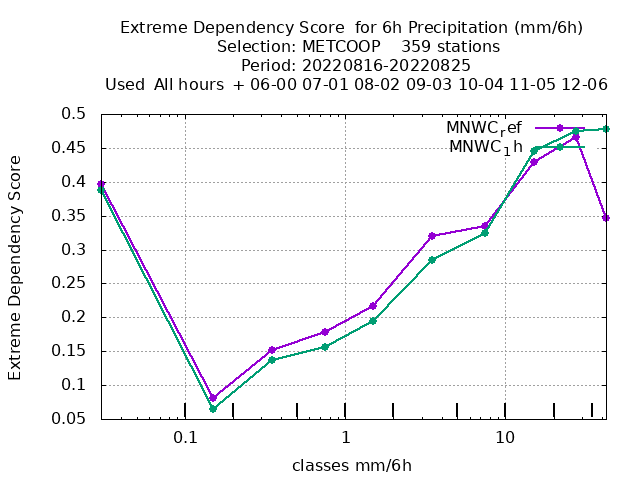 Extreme Dependency Score  for 6h Precipitation (mm/6h)
Selection: METCOOP    359 stations
Period: 20220816-20220825
Used  All hours  + 06-00 07-01 08-02 09-03 10-04 11-05 12-06
Extreme Dependency Score
0.5
0.45
0.4
0.35
0.3
0.25
0.2
0.15
0.1
0.05
MNWCref
MNWC1h
0.1
1
10
classes mm/6h